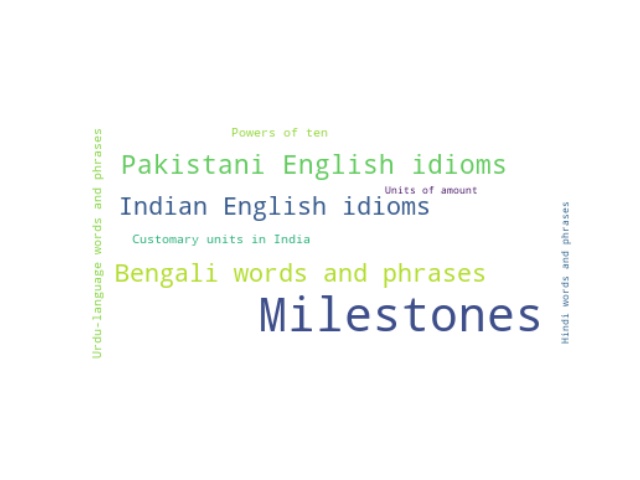 Powers of ten
Pakistani English idioms
Units of amount
Indian English idioms
Customary units in India
Bengali words and phrases
Milestones
Urdu-language words and phrases
Hindi words and phrases